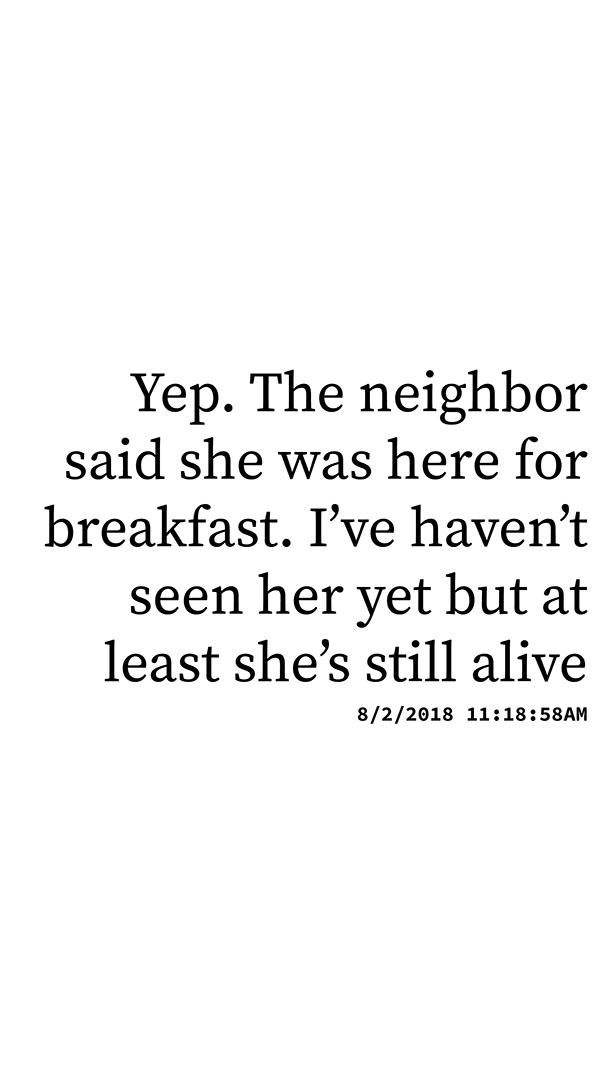 Yep. The neighbor
said she was here for
breakfast. I’ve haven’t
seen her yet but at
least she’s still alive
8/2/2018 11:18:58AM